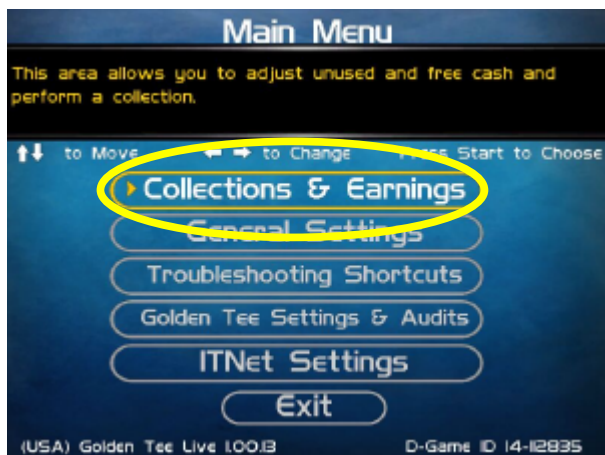 Main Menu
This area allows you to adjust unused and free cash and
perform a collection.
to Move to Change Press Start to Choose
Collections & Earnings
General Settings
Troubleshooting Shortcuts
Golden Tee Settings & Audits
ITNet Settings
Exit
(USA) Golden Tee Live 1.00.13 D-Game ID 14-112835